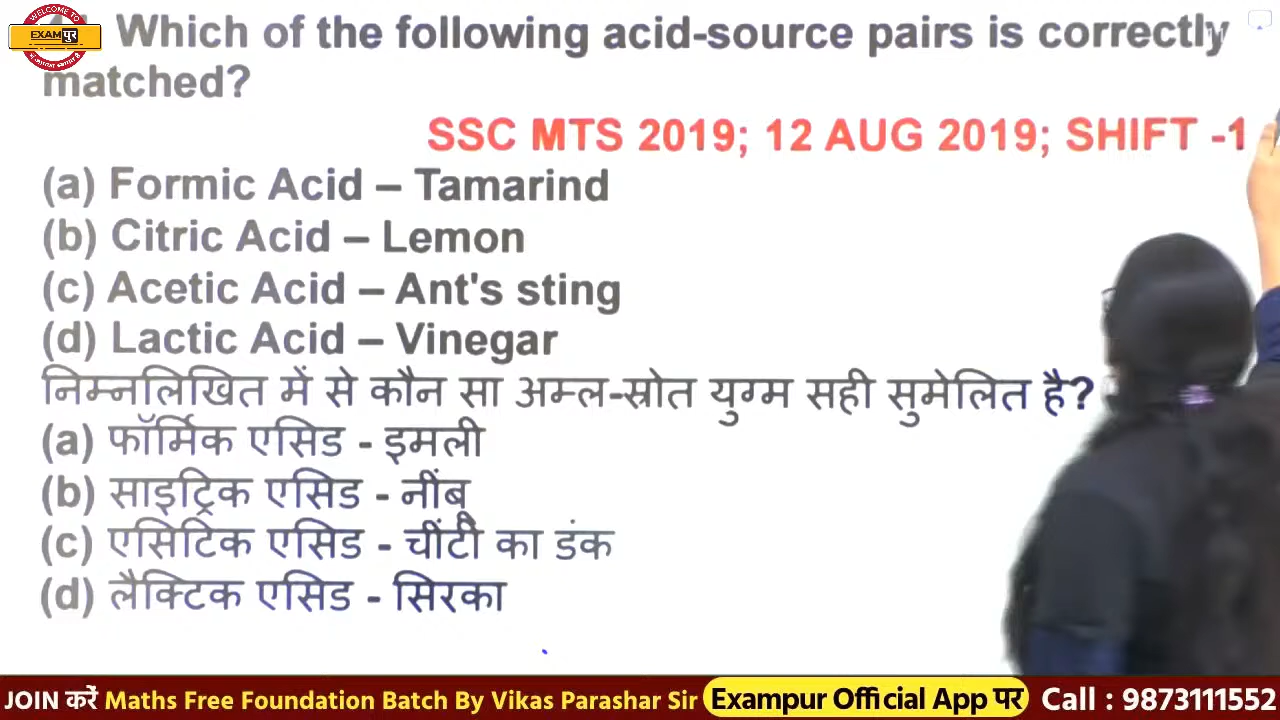 WELCOME TO
EXAMपुर
Which of the following acid-source pairs is correctly
matched?
SSC MTS 2019; 12 AUG 2019; SHIFT -1
(a) Formic Acid – Tamarind
(b) Citric Acid – Lemon
(c) Acetic Acid – Ant's sting
(d) Lactic Acid – Vinegar
निम्नलिखित में से कौन सा अम्ल-स्रोत युग्म सही सुमेलित है?
(a) फॉर्मिक एसिड - इमली
(b) साइट्रिक एसिड - नींबू
(c) एसिटिक एसिड - चींटी का डंक
(d) लैक्टिक एसिड - सिरका
JOIN करें Maths Free Foundation Batch By Vikas Parashar Sir Exampur Official App पर Call : 9873111552